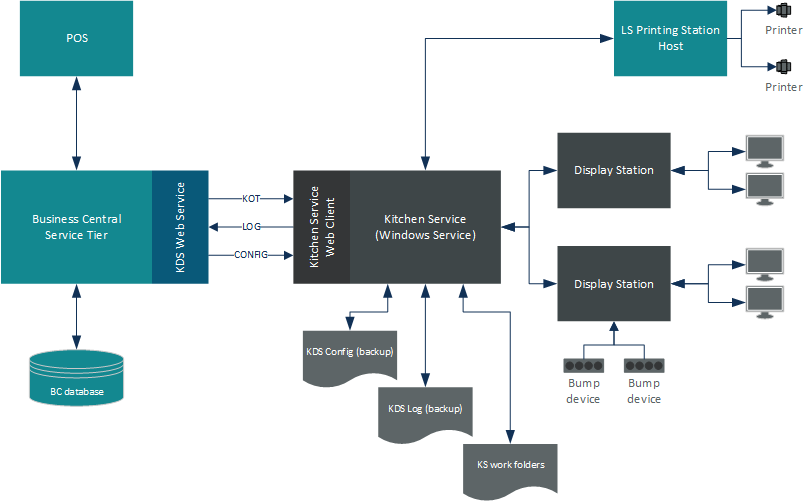 POS
LS Printing Station
Host
Printer
Printer
Business Central
Service Tier
KDS Web Service
KOT
LOG
CONFIG
Kitchen Service
Web Client
Kitchen Service
(Windows Service)
Display Station
Display Station
Bump
device
Bump
device
BC database
KDS Config (backup)
KDS Log (backup)
KS work folders